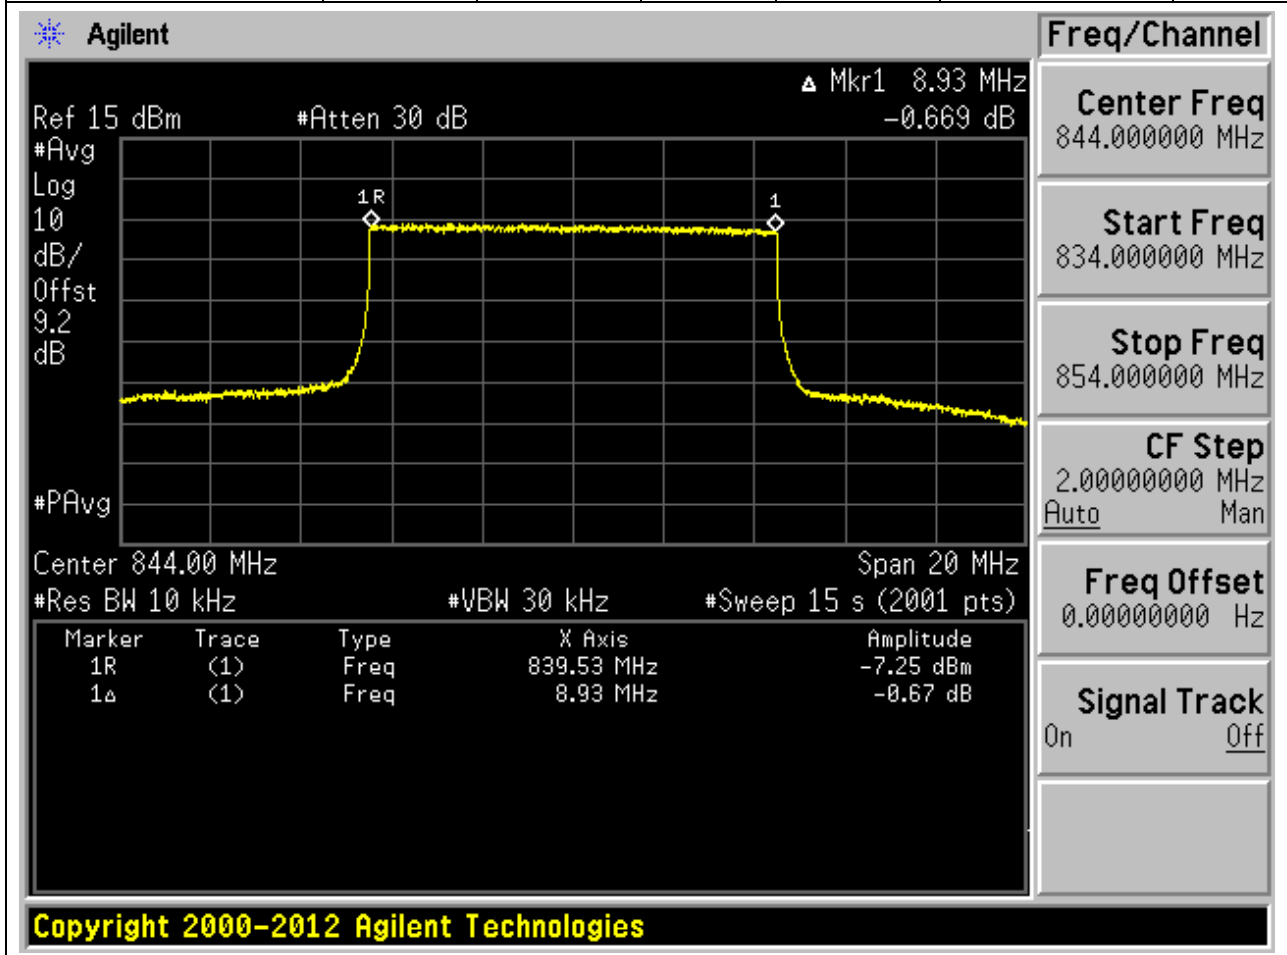 Agilent
Freq/Channel
▵ Mkr1 8.93 MHz
Ref 15 dBm #Atten 30 dB -0.669 dB
#Avg
Log
10
dB/
Offst
9.2
dB
#PAvg
1R
1
Center 844.00 MHz Span 20 MHz
#Res BW 10 kHz #VBW 30 kHz #Sweep 15 s (2001 pts)
Marker Trace Type X Axis Amplitude
1R (1) Freq 839.53 MHz -7.25 dBm
1▵ (1) Freq 8.93 MHz -0.67 dB
Center Freq
844.000000 MHz
Start Freq
834.000000 MHz
Stop Freq
854.000000 MHz
CF Step
2.00000000 MHz
Auto Man
Freq Offset
0.00000000 Hz
Signal Track
On Off
Copyright 2000-2012 Agilent Technologies